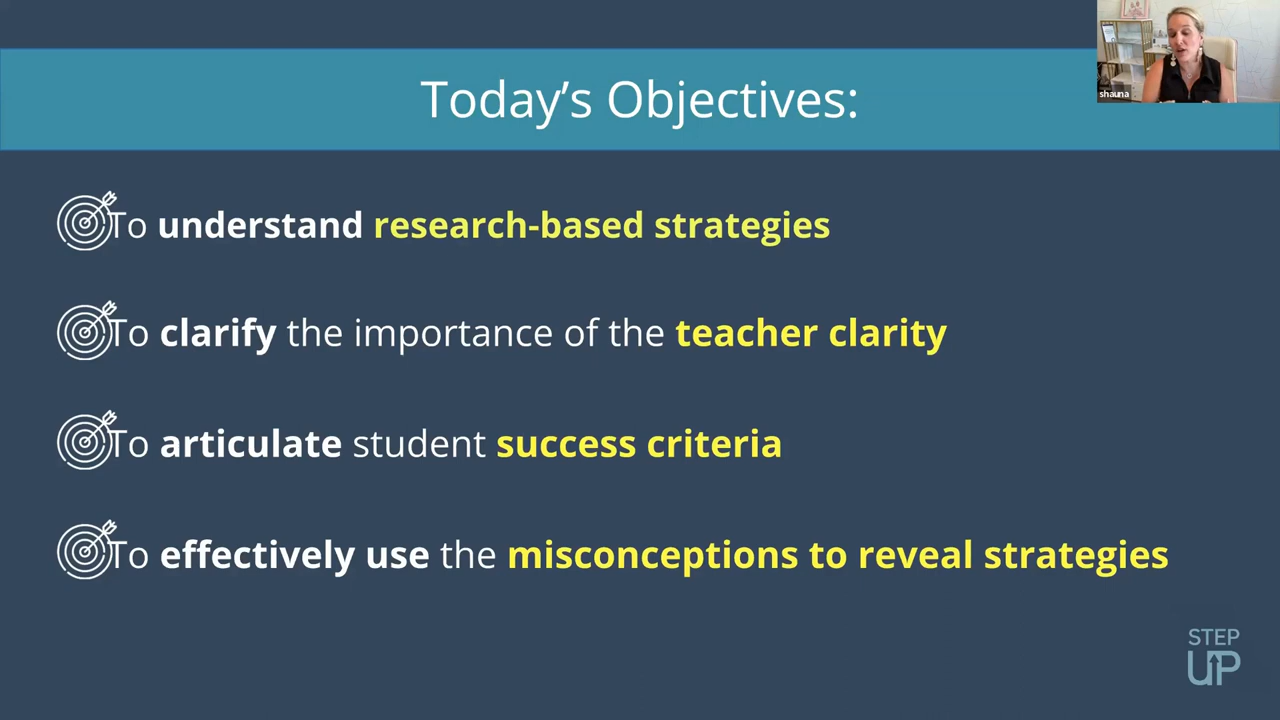 Today's Objectives:
shauna
To understand research-based strategies
To clarify the importance of the teacher clarity
To articulate student success criteria
To effectively use the misconceptions to reveal strategies
STEP
UP